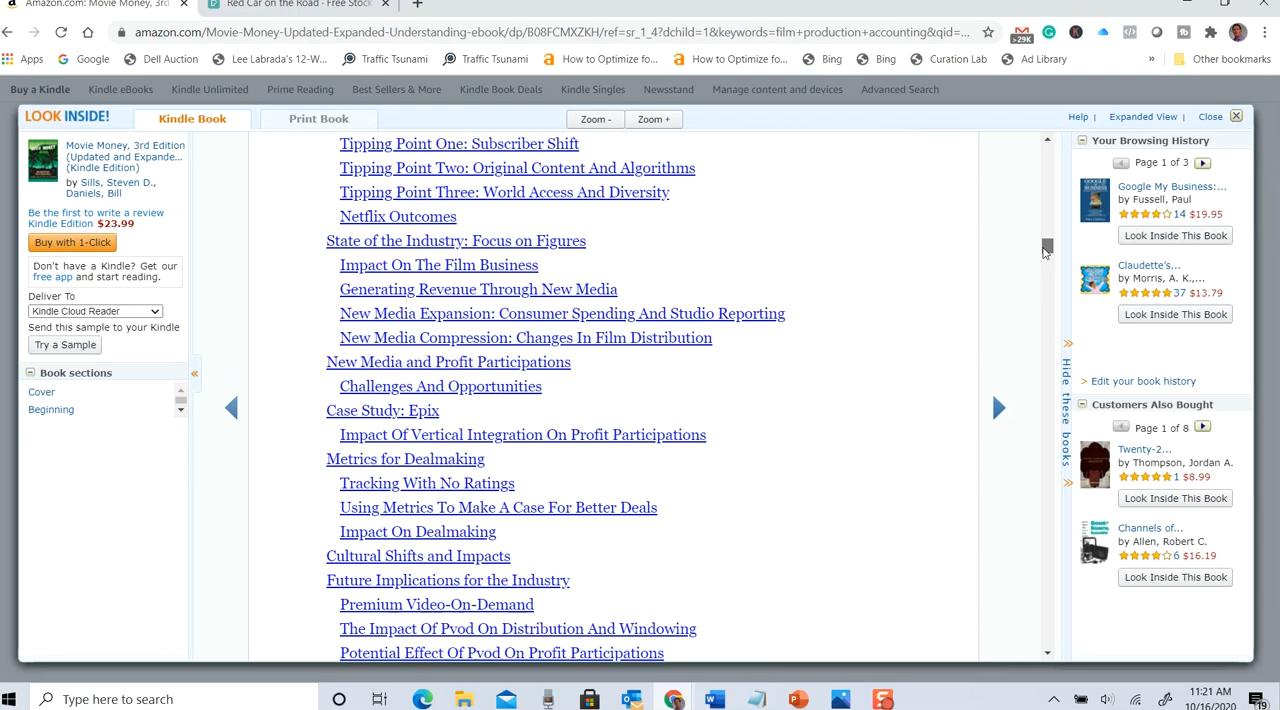 Amazon.com: Movie Money, 3rd
Red Car on the Road · Free Stock
amazon.com/Movie-Money-Updated-Expanded-Understanding-ebook/dp/B08FCMXZKH/ref=sr_1_4?dchild=1&keywords=film+production+accounting&qid=...
>29K
Apps
Google
Dell Auction
Lee Labrada's 12-W...
Traffic Tsunami
Traffic Tsunami
How to Optimize fo...
How to Optimize fo...
Bing
Bing
Curation Lab
Ad Library
»
Other bookmarks
Buy a Kindle
Kindle eBooks
Kindle Unlimited
Prime Reading
Best Sellers & More
Kindle Book Deals
Kindle Singles
Newsstand
Manage content and devices
Advanced Search
LOOK INSIDE!
Kindle Book
Print Book
Zoom -
Zoom +
Help |
Expanded View |
Close
Movie Money, 3rd Edition
(Updated and Expande...
(Kindle Edition)
by Sills, Steven D.,
Daniels, Bill
Be the first to write a review
Kindle Edition $23.99
Buy with 1-Click
Don't have a Kindle? Get our
free app and start reading.
Deliver To
Kindle Cloud Reader
Send this sample to your Kindle
Try a Sample
Book sections
Cover
Beginning
«
Tipping Point One: Subscriber Shift
Tipping Point Two: Original Content And Algorithms
Tipping Point Three: World Access And Diversity
Netflix Outcomes
State of the Industry: Focus on Figures
Impact On The Film Business
Generating Revenue Through New Media
New Media Expansion: Consumer Spending And Studio Reporting
New Media Compression: Changes In Film Distribution
New Media and Profit Participations
Challenges And Opportunities
Case Study: Epix
Impact Of Vertical Integration On Profit Participations
Metrics for Dealmaking
Tracking With No Ratings
Using Metrics To Make A Case For Better Deals
Impact On Dealmaking
Cultural Shifts and Impacts
Future Implications for the Industry
Premium Video-On-Demand
The Impact Of Pvod On Distribution And Windowing
Potential Effect Of Pvod On Profit Participations
»
Hide these books
»
Your Browsing History
Page 1 of 3
Google My Business:...
by Fussell, Paul
14 $19.95
Look Inside This Book
Claudette's...
by Morris, A. K.,...
37 $13.79
Look Inside This Book
> Edit your book history
Customers Also Bought
Page 1 of 8
Twenty-2...
by Thompson, Jordan A.
1 $8.99
Look Inside This Book
Channels of...
by Allen, Robert C.
6 $16.19
Look Inside This Book
Type here to search
11:21 AM
10/16/2020
19